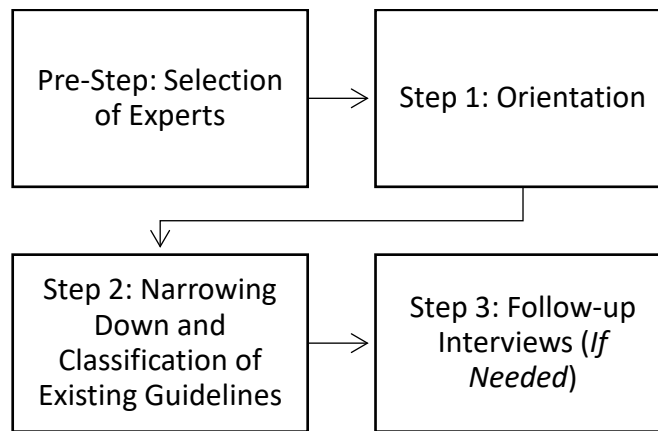 Pre-Step: Selection
of Experts
Step 1: Orientation
Step 2: Narrowing
Down and
Classification of
Existing Guidelines
Step 3: Follow-up
Interviews (If
Needed)